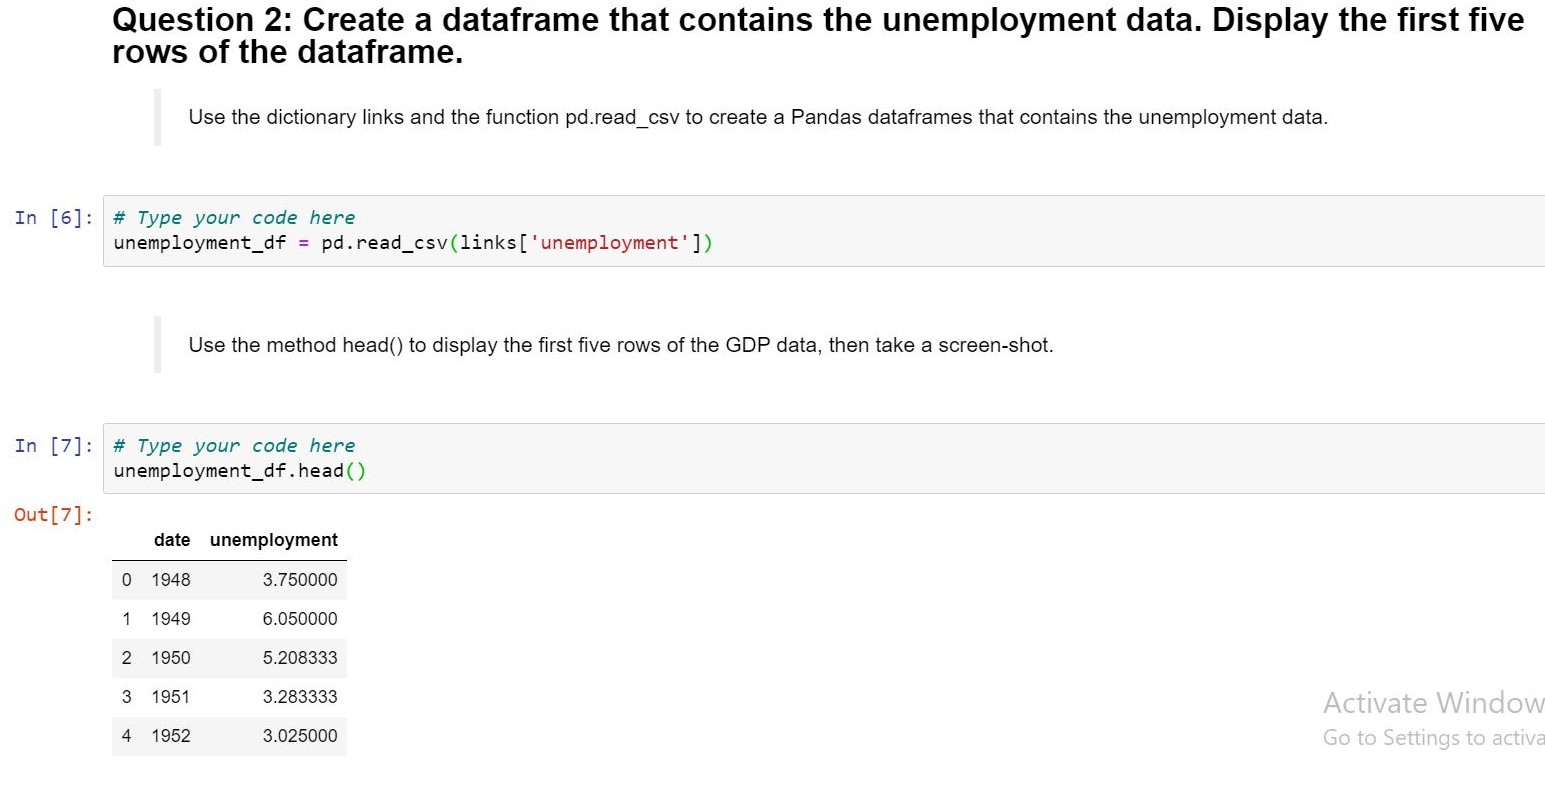 Question 2: Create a dataframe that contains the unemployment data. Display the first five
rows of the dataframe.
Use the dictionary links and the function pd.read_csv to create a Pandas dataframes that contains the unemployment data.
In [6]: # Type your code here
unemployment_df = pd.read_csv(links['unemployment'])
Use the method head() to display the first five rows of the GDP data, then take a screen-shot.
In [7]: # Type your code here
unemployment_df.head()
Out[7]:
date unemployment
0 1948 3.750000
1 1949 6.050000
2 1950 5.208333
3 1951 3.283333
4 1952 3.025000
Activate Window
Go to Settings to activa